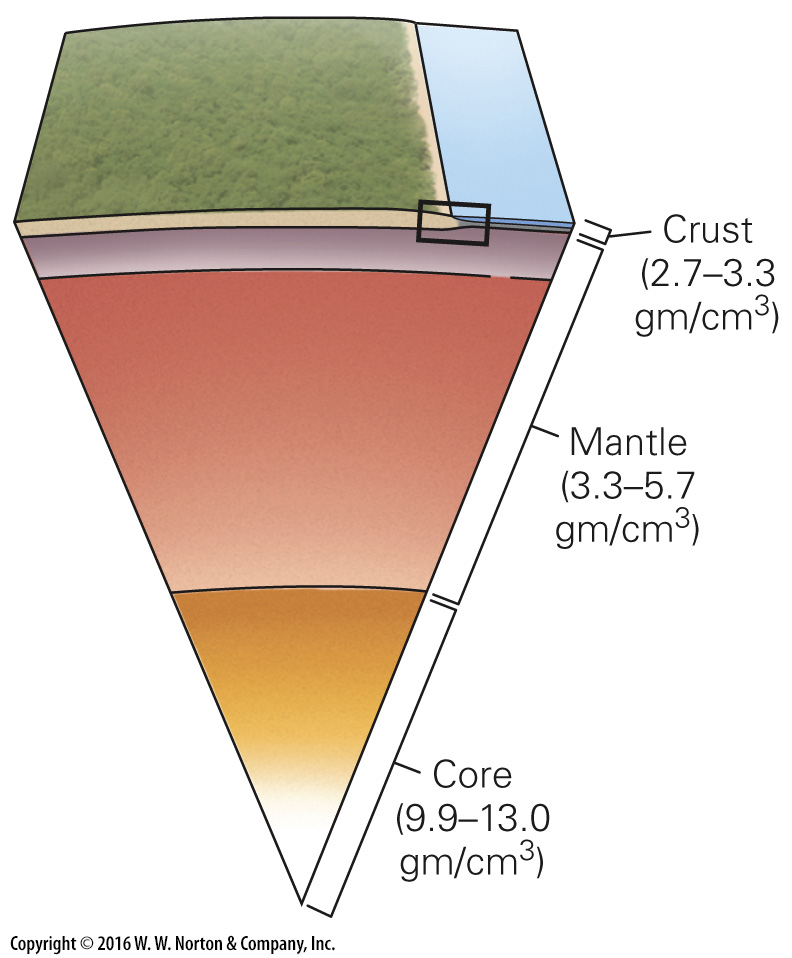 Crust
(2.7–3.3
gm/cm³)
Mantle
(3.3–5.7
gm/cm³)
Core
(9.9–13.0
gm/cm³)
Copyright © 2016 W. W. Norton & Company, Inc.